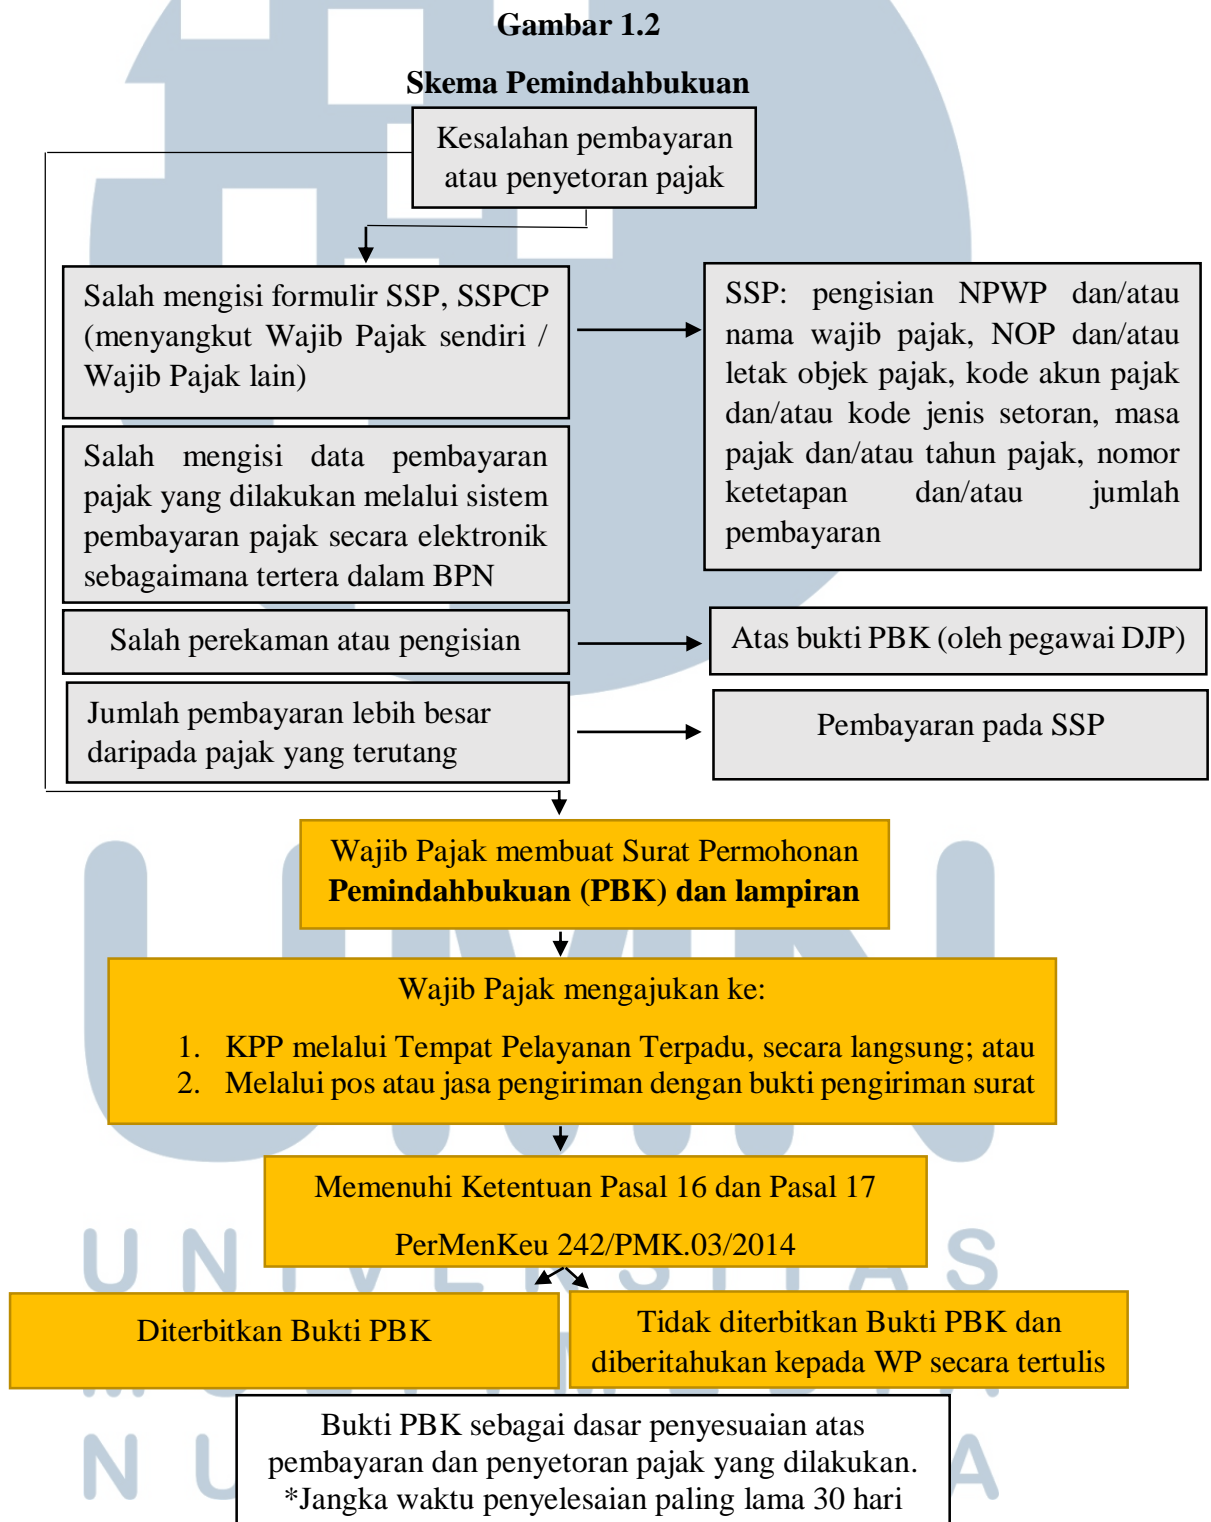 Gambar 1.2
Skema Pemindahbukuan
Kesalahan pembayaran
atau penyetoran pajak
Salah mengisi formulir SSP, SSPCP
(menyangkut Wajib Pajak sendiri /
Wajib Pajak lain)
SSP: pengisian NPWP dan/atau
nama wajib pajak, NOP dan/atau
letak objek pajak, kode akun pajak
dan/atau kode jenis setoran, masa
pajak dan/atau tahun pajak, nomor
ketetapan dan/atau jumlah
pembayaran
Salah mengisi data pembayaran
pajak yang dilakukan melalui sistem
pembayaran pajak secara elektronik
sebagaimana tertera dalam BPN
Salah perekaman atau pengisian
Atas bukti PBK (oleh pegawai DJP)
Jumlah pembayaran lebih besar
daripada pajak yang terutang
Pembayaran pada SSP
Wajib Pajak membuat Surat Permohonan
Pemindahbukuan (PBK) dan lampiran
Wajib Pajak mengajukan ke:
1. KPP melalui Tempat Pelayanan Terpadu, secara langsung; atau
2. Melalui pos atau jasa pengiriman dengan bukti pengiriman surat
Memenuhi Ketentuan Pasal 16 dan Pasal 17
PerMenKeu 242/PMK.03/2014
Diterbitkan Bukti PBK
Tidak diterbitkan Bukti PBK dan
diberitahukan kepada WP secara tertulis
Bukti PBK sebagai dasar penyesuaian atas
pembayaran dan penyetoran pajak yang dilakukan.
*Jangka waktu penyelesaian paling lama 30 hari
UMN
UNIVERSITAS